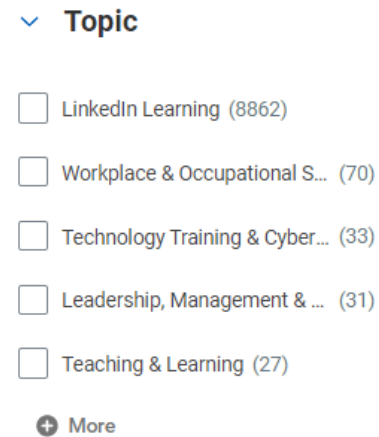 Topic
LinkedIn Learning (8862)
Workplace & Occupational S... (70)
Technology Training & Cyber... (33)
Leadership, Management & ... (31)
Teaching & Learning (27)
More